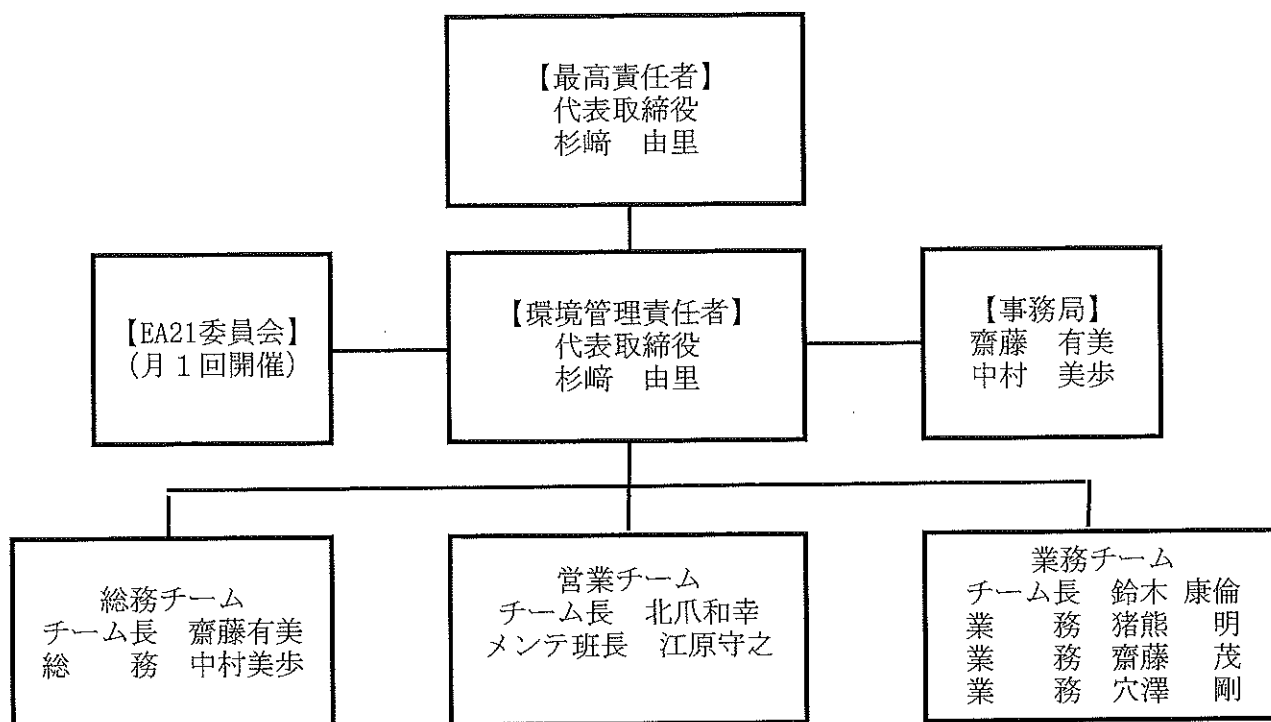 【最高責任者】
代表取締役
杉﨑　由里
【EA21委員会】
(月１回開催)
【環境管理責任者】
代表取締役
杉﨑　由里
【事務局】
齋藤　有美
中村　美歩
総務チーム
チーム長　齋藤有美
総　　務　中村美歩
営業チーム
チーム長　北爪和幸
メンテ班長　江原守之
業務チーム
チーム長　鈴木 康倫
業　　務　猪熊　　明
業　　務　齋藤　　茂
業　　務　穴澤　　剛